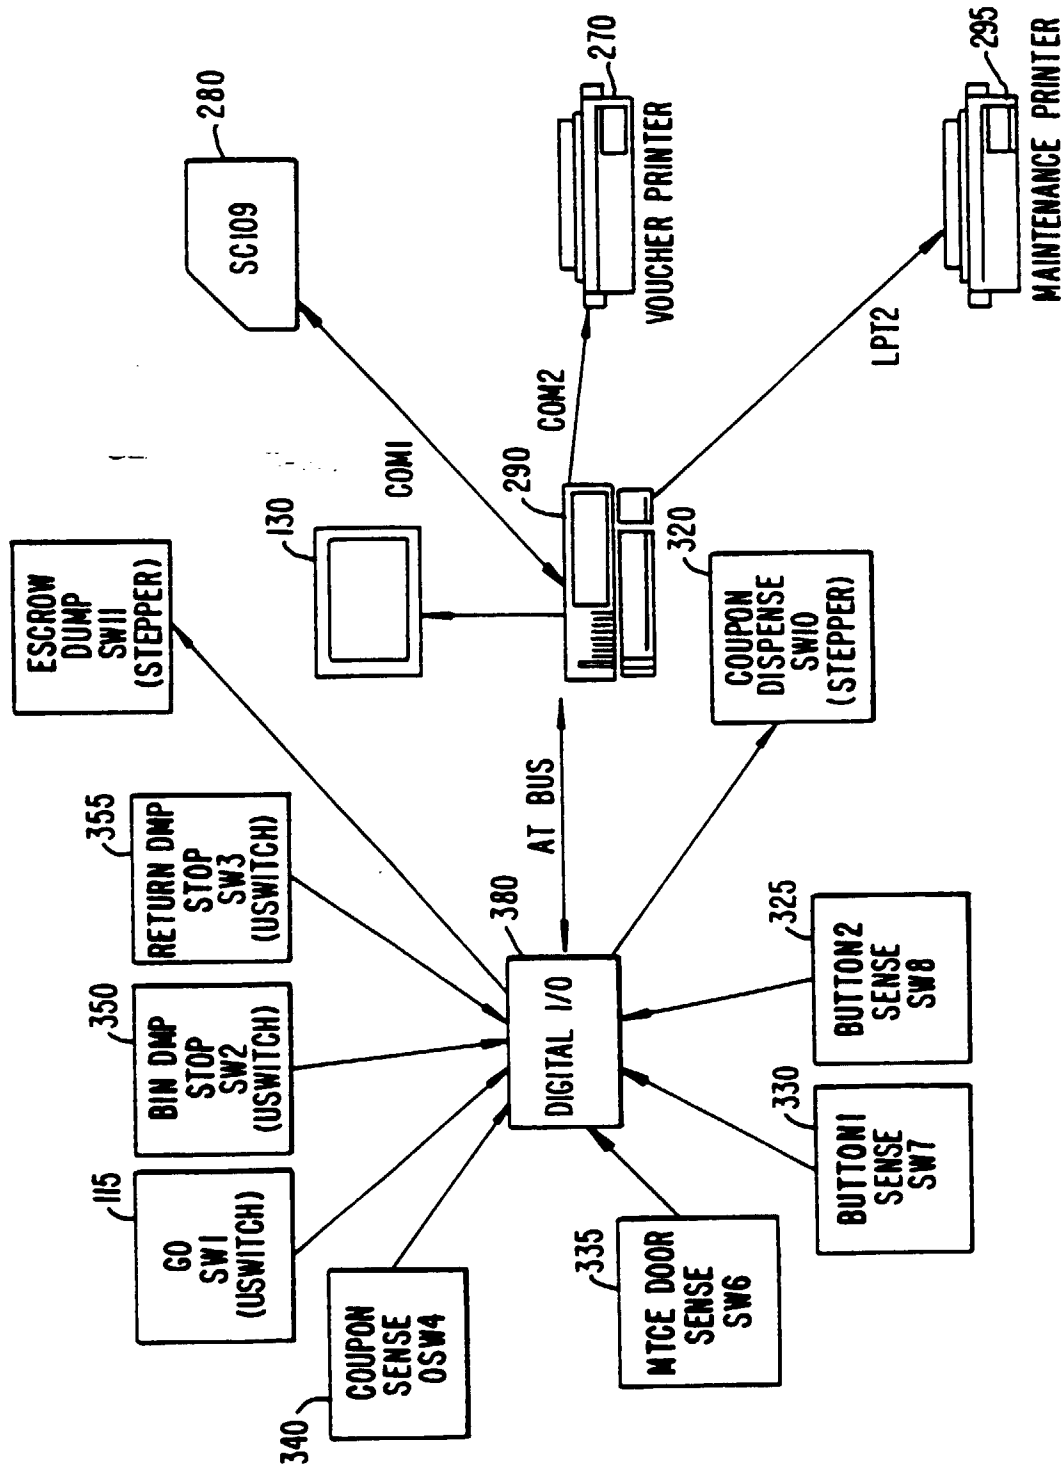 115
GO
SW1
(USWITCH)
350
BIN DMP
STOP
SW2
(USWITCH)
355
RETURN DMP
STOP
SW3
(USWITCH)
ESCROW
DUMP
SW11
(STEPPER)
340
COUPON
SENSE
OSW4
130
COM1
280
SC109
380
DIGITAL I/O
AT BUS
290
COM2
270
VOUCHER PRINTER
335
MTCE DOOR
SENSE
SW6
330
BUTTON1
SENSE
SW7
325
BUTTON2
SENSE
SW8
320
COUPON
DISPENSE
SW10
(STEPPPER)
LPT2
295
MAINTENANCE PRINTER